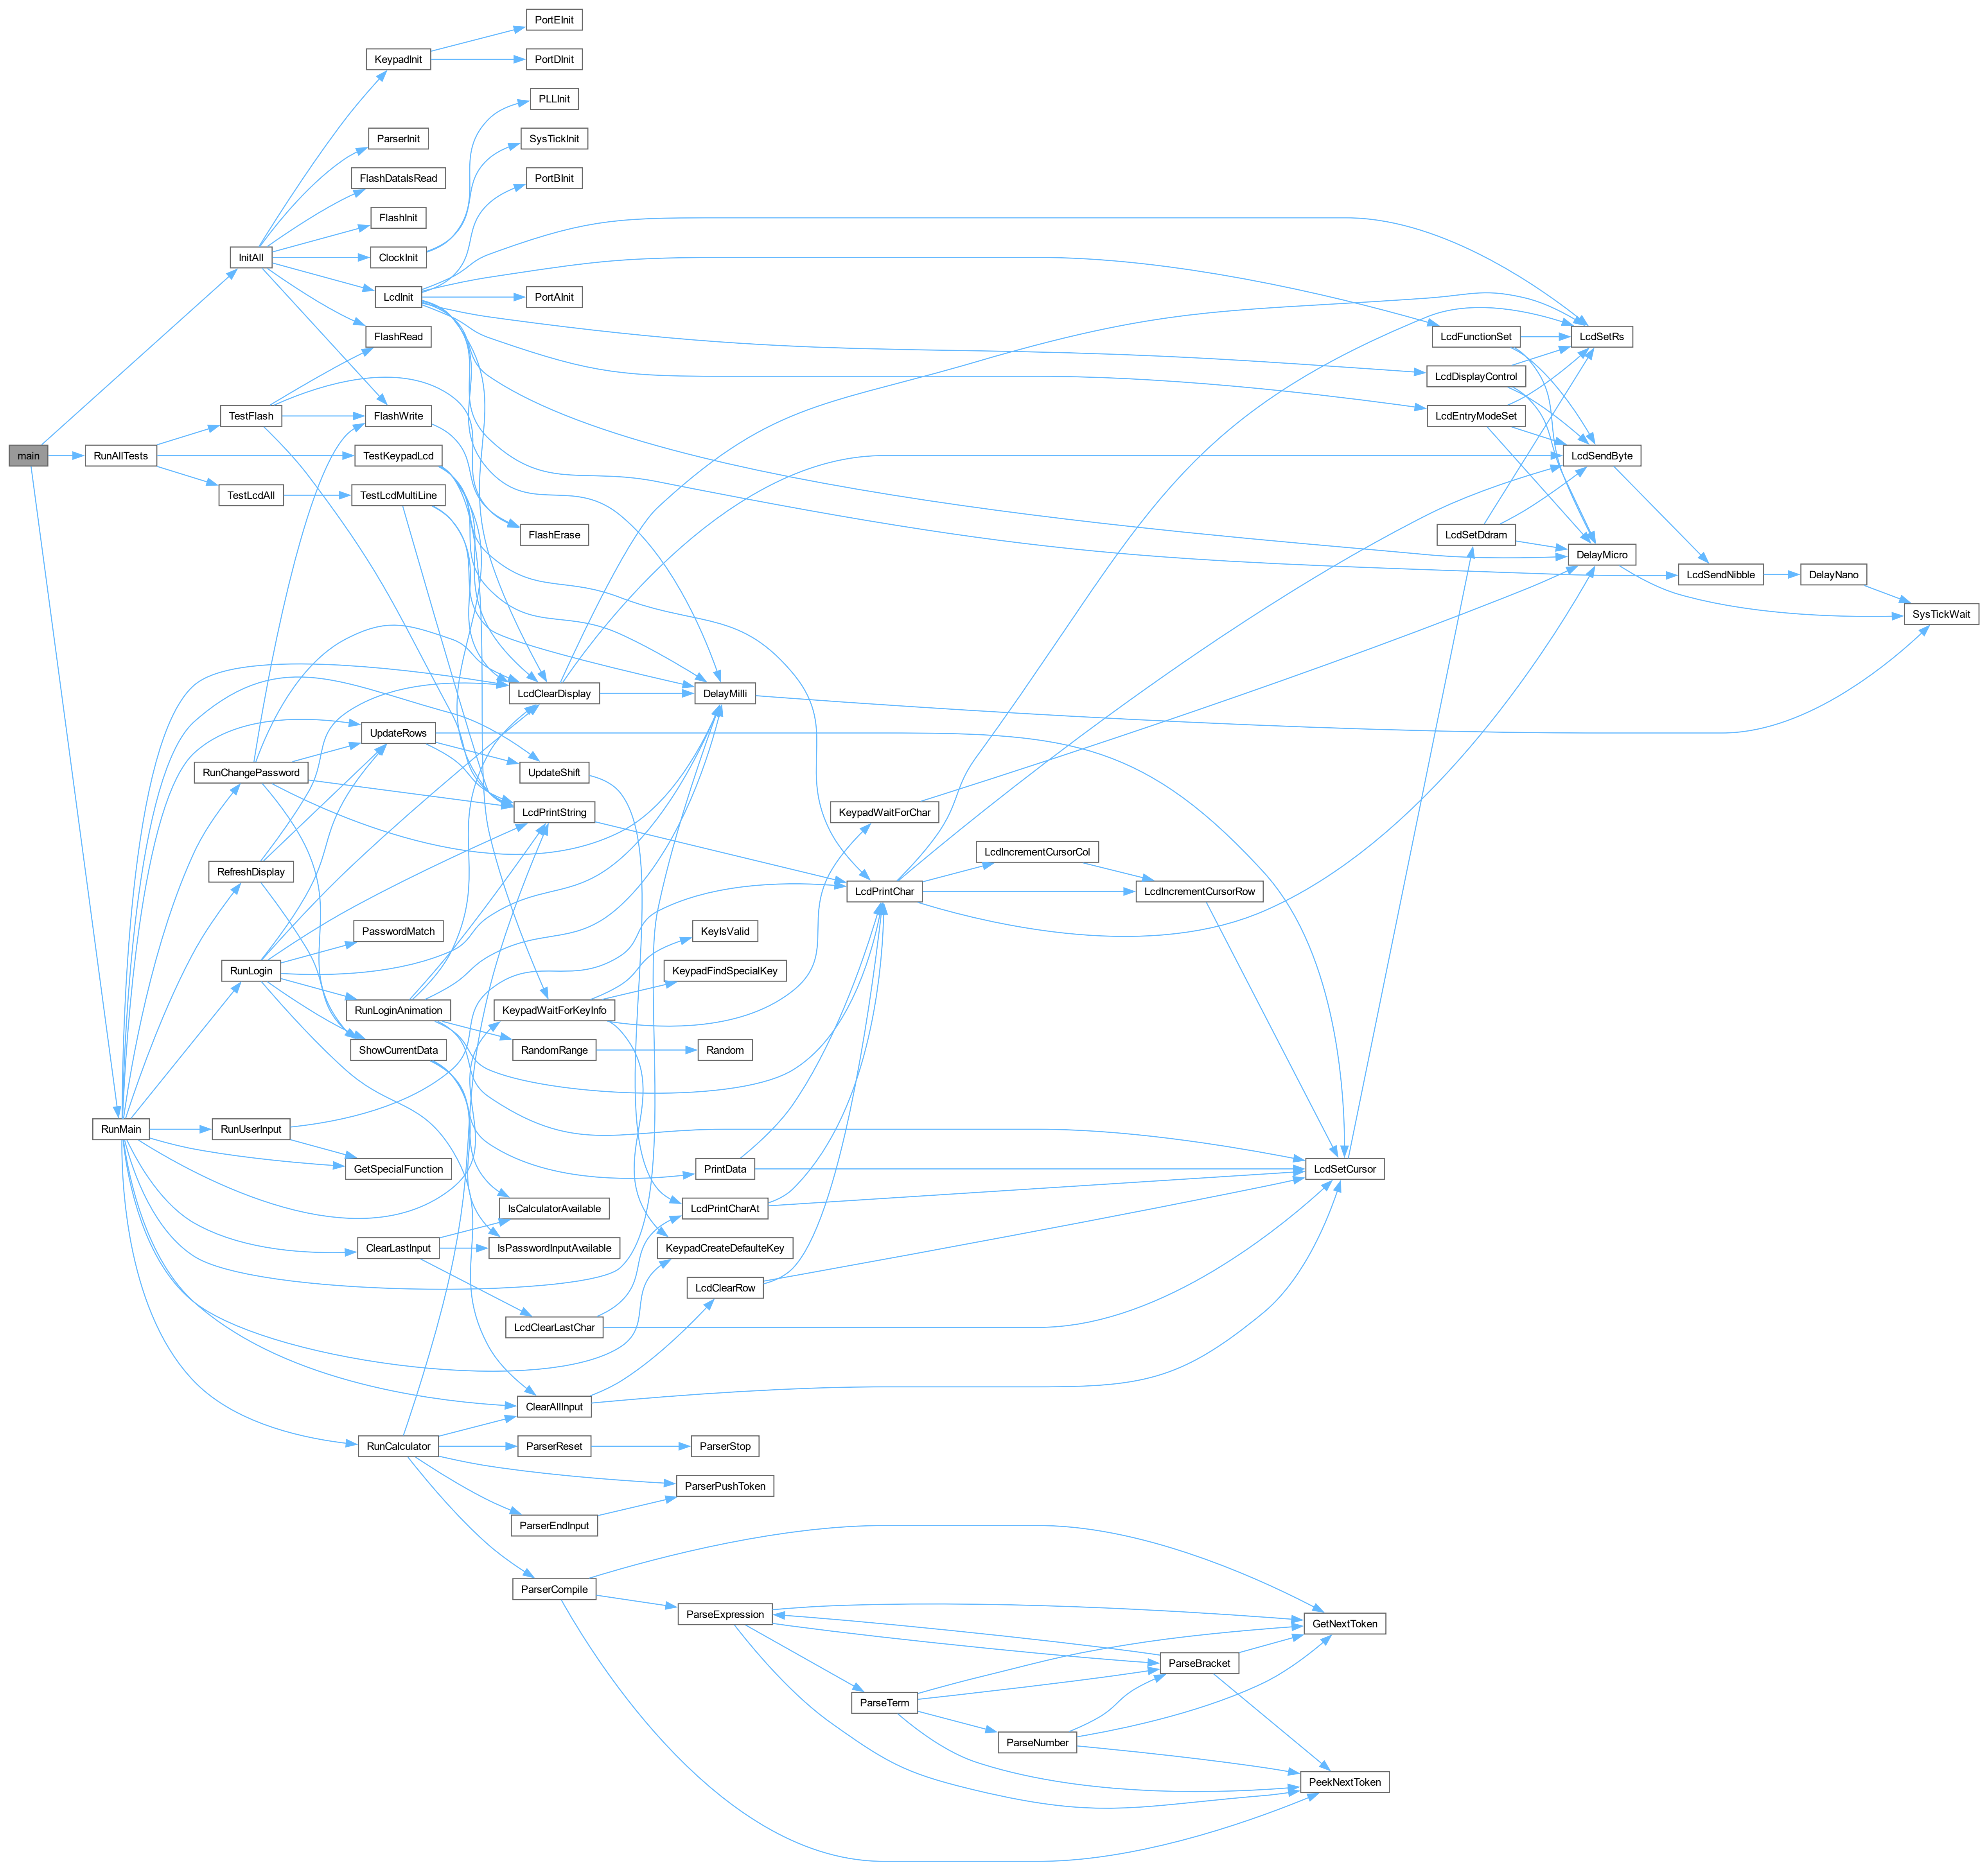 PortEInit
KeypadInit
PortDInit
PLLInit
ParserInit
SysTickInit
FlashDataIsRead
PortBInit
FlashInit
InitAll
ClockInit
LcdInit
PortAInit
FlashRead
LcdFunctionSet
LcdSetRs
LcdDisplayControl
TestFlash
FlashWrite
LcdEntryModeSet
main
RunAllTests
TestKeypadLcd
LcdSendByte
TestLcdAll
TestLcdMultiLine
FlashErase
LcdSetDdram
DelayMicro
LcdSendNibble
DelayNano
SysTickWait
LcdClearDisplay
DelayMilli
UpdateRows
RunChangePassword
UpdateShift
LcdPrintString
KeypadWaitForChar
LcdIncrementCursorCol
RefreshDisplay
LcdPrintChar
LcdIncrementCursorRow
PasswordMatch
KeyIsValid
RunLogin
KeypadFindSpecialKey
RunLoginAnimation
KeypadWaitForKeyInfo
ShowCurrentData
RandomRange
Random
RunMain
RunUserInput
GetSpecialFunction
PrintData
LcdSetCursor
IsCalculatorAvailable
LcdPrintCharAt
ClearLastInput
IsPasswordInputAvailable
KeypadCreateDefaulteKey
LcdClearRow
LcdClearLastChar
ClearAllInput
RunCalculator
ParserReset
ParserStop
ParserPushToken
ParserEndInput
ParserCompile
ParseExpression
GetNextToken
ParseBracket
ParseTerm
ParseNumber
PeekNextToken